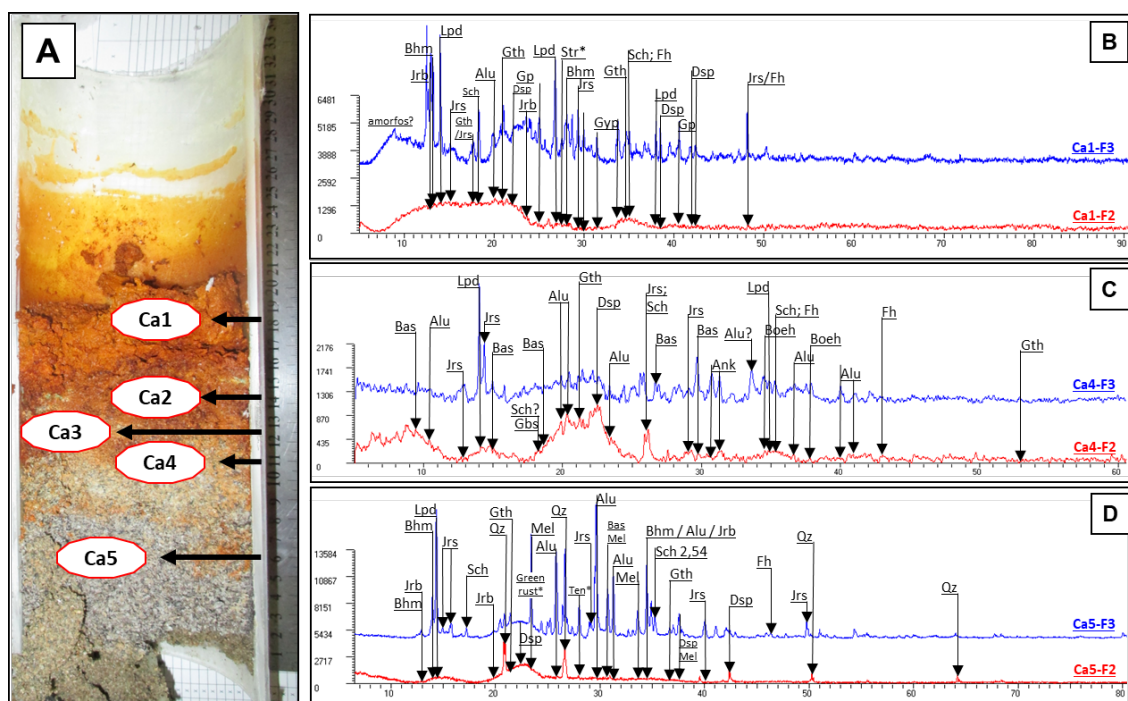 A
Ca1
Ca2
Ca3
Ca4
Ca5
B
Lpd
Bhm
Jrb
Alu
Gth
Lpd
Str*
Bhm
Jrs
Sch; Fh
Gth
Dsp
Jrs/Fh
Gp
Dsp
Jrb
Sch
Jrs
Gth
/Jrs
Gyp
Lpd
Dsp
Gp
amorfos?
6481
5185
3888
2592
1296
0
Ca1-F3
Ca1-F2
10 20 30 40 50 60 70 80 90
C
Lpd
Bas
Alu
Jrs
Jrs
Bas
Bas
Alu
Gth
Dsp
Sch?
Gbs
Alu
Jrs;
Sch
Bas
Jrs
Bas
Ank
Alu?
Lpd
Boeh
Sch; Fh
Boeh
Alu
Alu
Fh
Gth
2176
1741
1306
870
435
0
Ca4-F3
Ca4-F2
10 20 30 40 50 60
D
Lpd
Bhm
Jrb
Bhm
Jrs
Sch
Gth
Qz
Jrb
Mel
Green
rust*
Dsp
Alu
Qz
Ten*
Jrs
Alu
Bas
Mel
Alu
Mel
Bhm / Alu / Jrb
Sch 2,54
Gth
Dsp
Mel
Jrs
Dsp
Fh
Jrs
Qz
Qz
13584
10867
8151
5434
2717
0
Ca5-F3
Ca5-F2
10 20 30 40 50 60 70 80